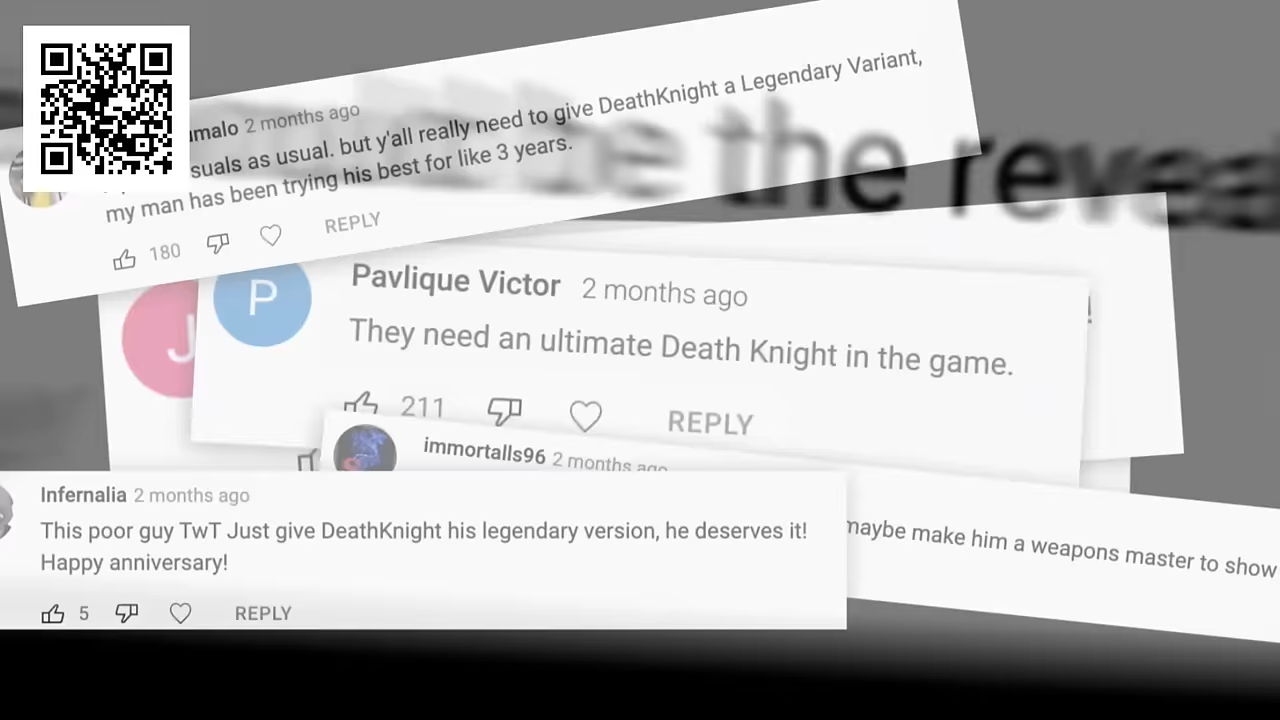 the revea
malo 2 months ago
suals as usual. but y'all really need to give DeathKnight a Legendary Variant,
my man has been trying his best for like 3 years.
180 REPLY
J
P
Pavlique Victor 2 months ago
They need an ultimate Death Knight in the game.
211 REPLY
immortalls96 2 months ago
maybe make him a weapons master to show
Infernalia 2 months ago
This poor guy TwT Just give DeathKnight his legendary version, he deserves it!
Happy anniversary!
5 REPLY